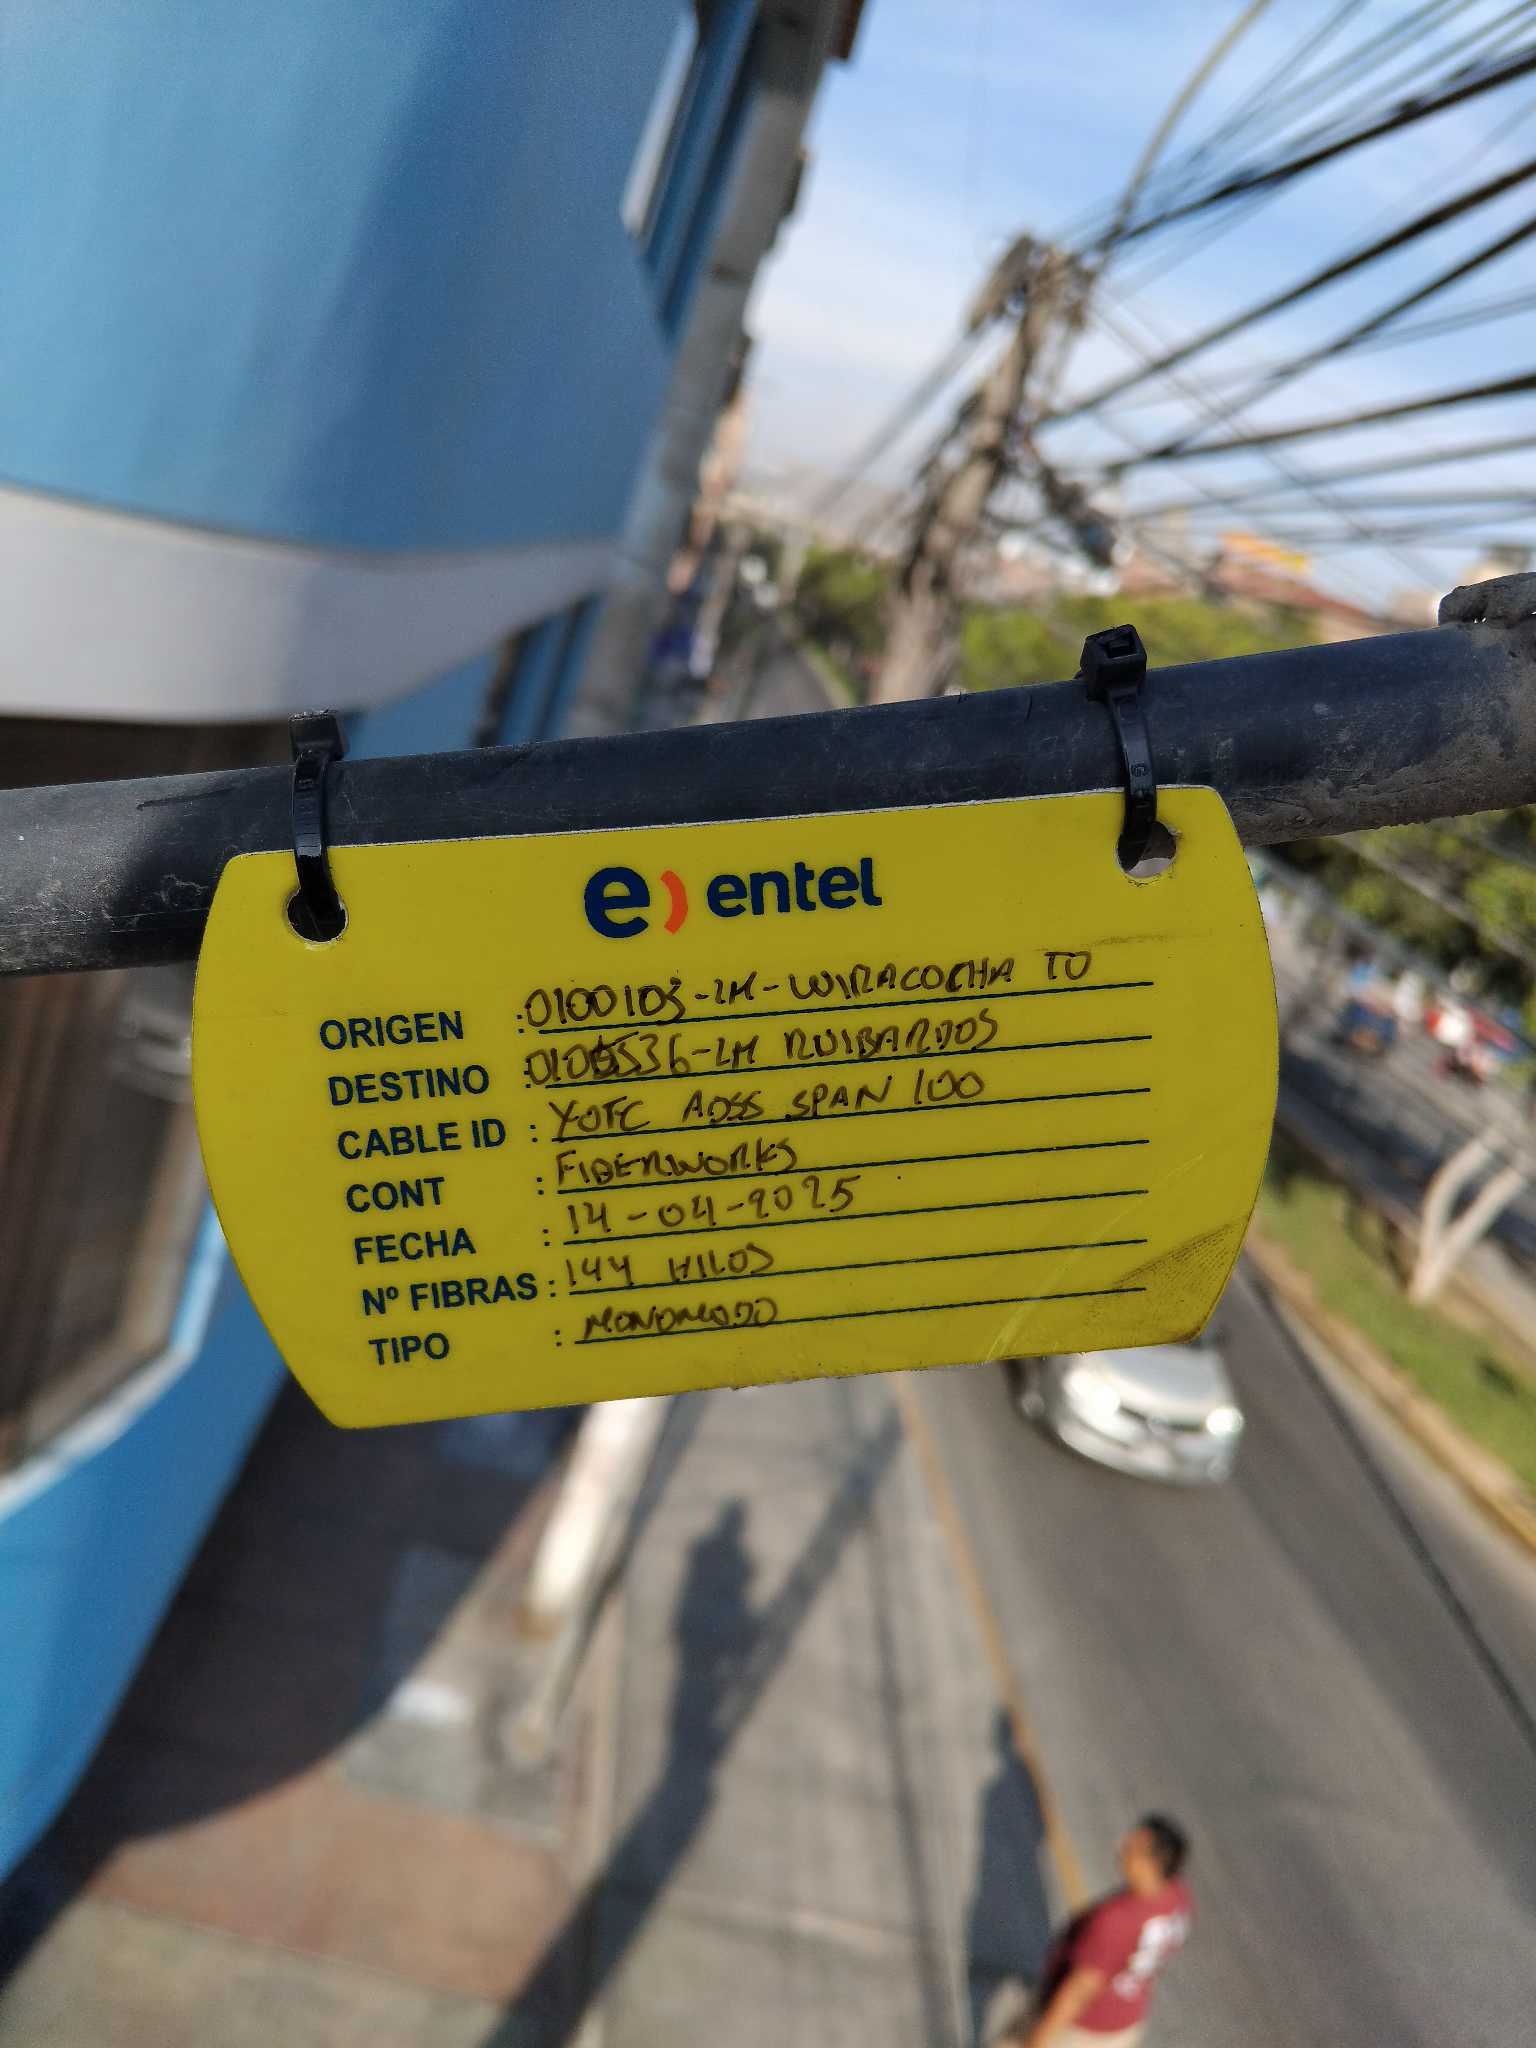 e) entel
ORIGEN : 0100103-LM-WIRACOCHA TO
DESTINO : 0105536-LM RUIBARDOS
CABLE ID : YOFC ADSS SPAN 100
CONT : FIBERWORKS
FECHA : 14-04-2025
Nº FIBRAS : 144 HILOS
TIPO : MONOMODO